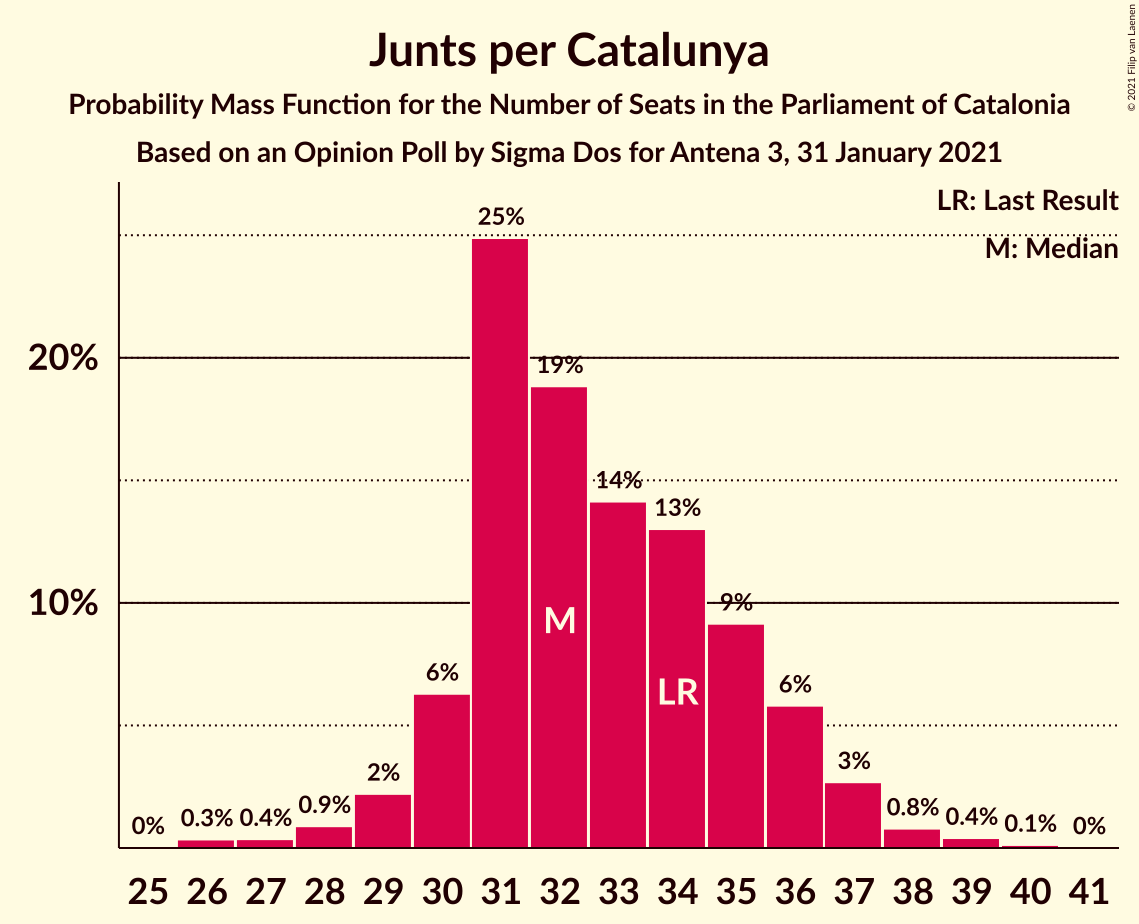 Junts per Catalunya
Probability Mass Function for the Number of Seats in the Parliament of Catalonia
Based on an Opinion Poll by Sigma Dos for Antena 3, 31 January 2021
© 2021 Filip van Laenen
LR: Last Result
M: Median
20%
10%
0% 0.3% 0.4% 0.9% 2% 6% 25% 19% 14% 13% 9% 6% 3% 0.8% 0.4% 0.1% 0%
M
LR
25 26 27 28 29 30 31 32 33 34 35 36 37 38 39 40 41